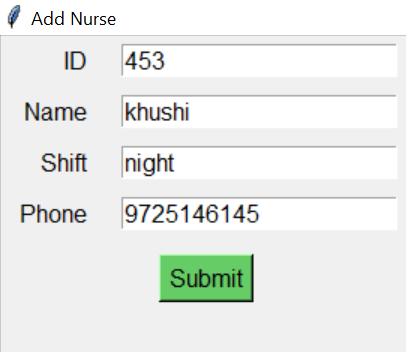 Add Nurse
ID 453
Name khushi
Shift night
Phone 9725146145
Submit